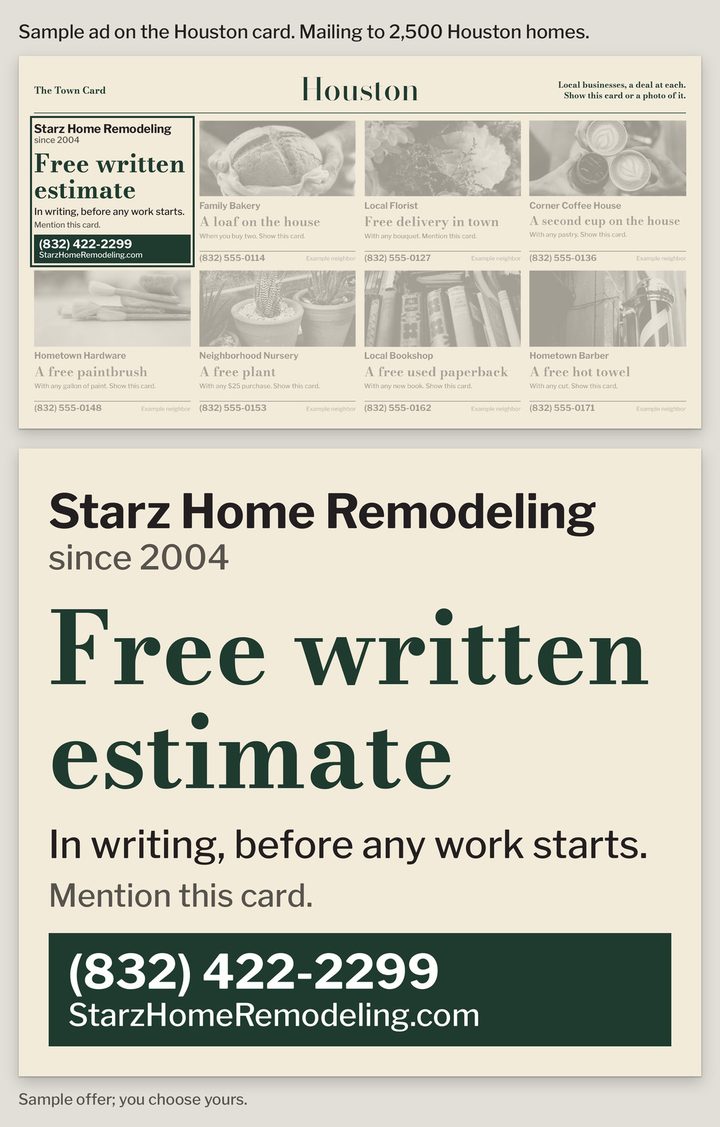 Sample ad on the Houston card. Mailing to 2,500 Houston homes.
The Town Card
Houston
Local businesses, a deal at each.
Show this card or a photo of it.
Starz Home Remodeling
since 2004
Free written
estimate
In writing, before any work starts.
Mention this card.
(832) 422-2299
StarzHomeRemodeling.com
Family Bakery
A loaf on the house
When you buy two. Show this card.
(832) 555-0114
Example neighbor
Local Florist
Free delivery in town
With any bouquet. Mention this card.
(832) 555-0127
Example neighbor
Corner Coffee House
A second cup on the house
With any pastry. Show this card.
(832) 555-0136
Example neighbor
Hometown Hardware
A free paintbrush
With any gallon of paint. Show this card.
(832) 555-0148
Example neighbor
Neighborhood Nursery
A free plant
With any $25 purchase. Show this card.
(832) 555-0153
Example neighbor
Local Bookshop
A free used paperback
With any new book. Show this card.
(832) 555-0162
Example neighbor
Hometown Barber
A free hot towel
With any cut. Show this card.
(832) 555-0171
Example neighbor
Starz Home Remodeling
since 2004
Free written
estimate
In writing, before any work starts.
Mention this card.
(832) 422-2299
StarzHomeRemodeling.com
Sample offer; you choose yours.